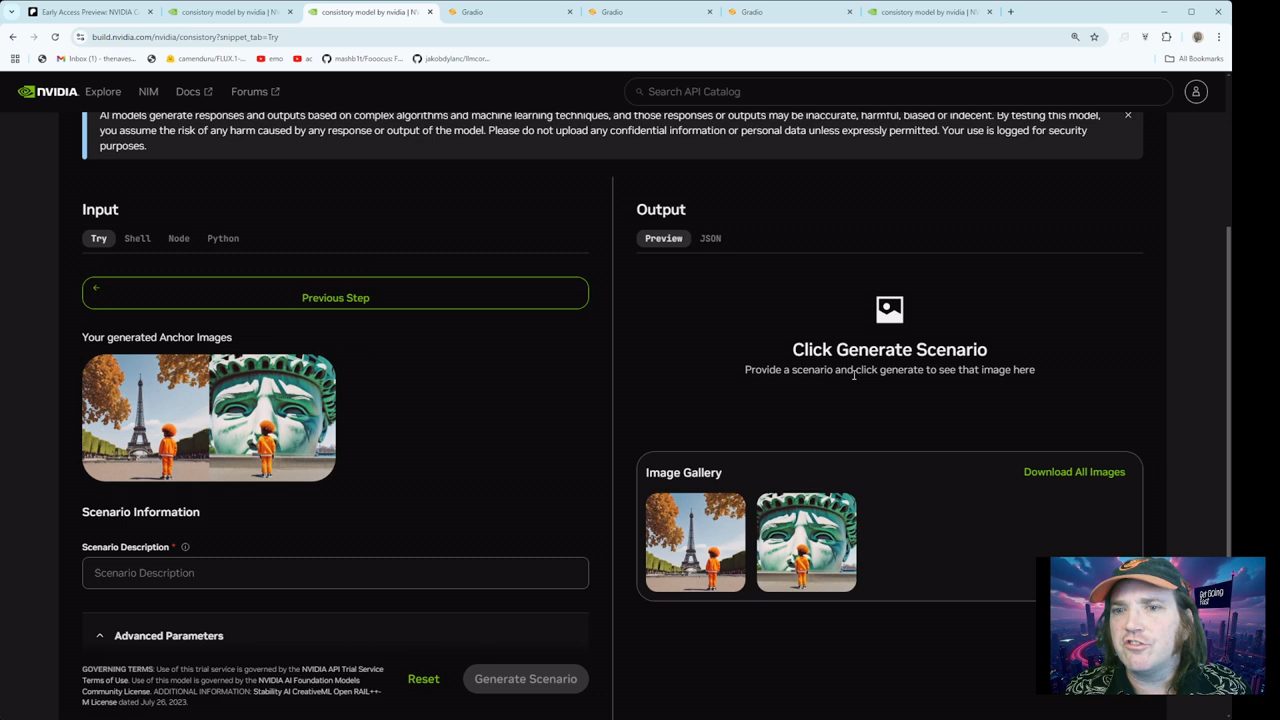 Early Access Preview: NVIDIA C
consistory model by nvidia | N
consistory model by nvidia | N
Gradio
Gradio
Gradio
consistory model by nvidia | N
build.nvidia.com/nvidia/consistory?snippet_tab=Try
Inbox (1) - thenaves...
camenduru/FLUX.1-...
emo
ac
mashb1t/Fooocus: F...
jakobdylanc/llmcor...
All Bookmarks
NVIDIA.
Explore
NIM
Docs
Forums
Search API Catalog
AI models generate responses and outputs based on complex algorithms and machine learning techniques, and those responses or outputs may be inaccurate, harmful, biased or indecent. By testing this model,
you assume the risk of any harm caused by any response or output of the model. Please do not upload any confidential information or personal data unless expressly permitted. Your use is logged for security
purposes.
Input
Try
Shell
Node
Python
Previous Step
Your generated Anchor Images
Scenario Information
Scenario Description *
Scenario Description
Advanced Parameters
GOVERNING TERMS: Use of this trial service is governed by the NVIDIA API Trial Service
Terms of Use. Use of this model is governed by the NVIDIA AI Foundation Models
Community License. ADDITIONAL INFORMATION: Stability AI CreativeML Open RAIL++-
M License dated July 26, 2023.
Reset
Generate Scenario
Output
Preview
JSON
Click Generate Scenario
Provide a scenario and click generate to see that image here
Image Gallery
Download All Images
Get Going
Fast